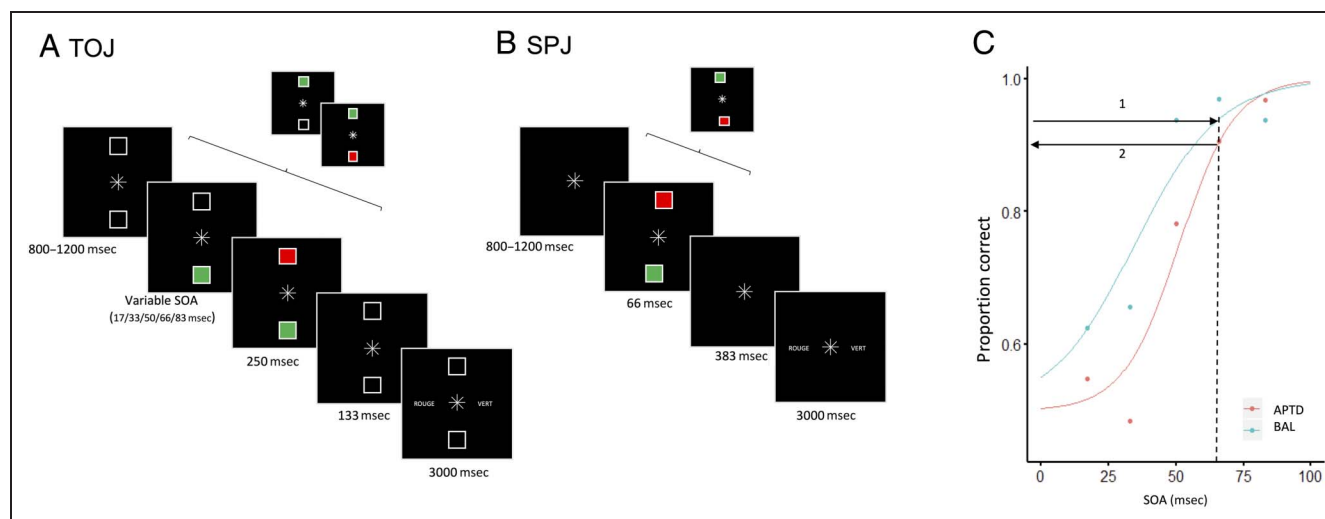 A TOJ
800–1200 msec
Variable SOA
(17/33/50/66/83 msec)
250 msec
133 msec
ROUGE VERT
3000 msec
B SPJ
800–1200 msec
66 msec
383 msec
ROUGE VERT
3000 msec
C
Proportion correct
1.0
0.8
0.6
1
2
APTD
BAL
0 25 50 75 100
SOA (msec)